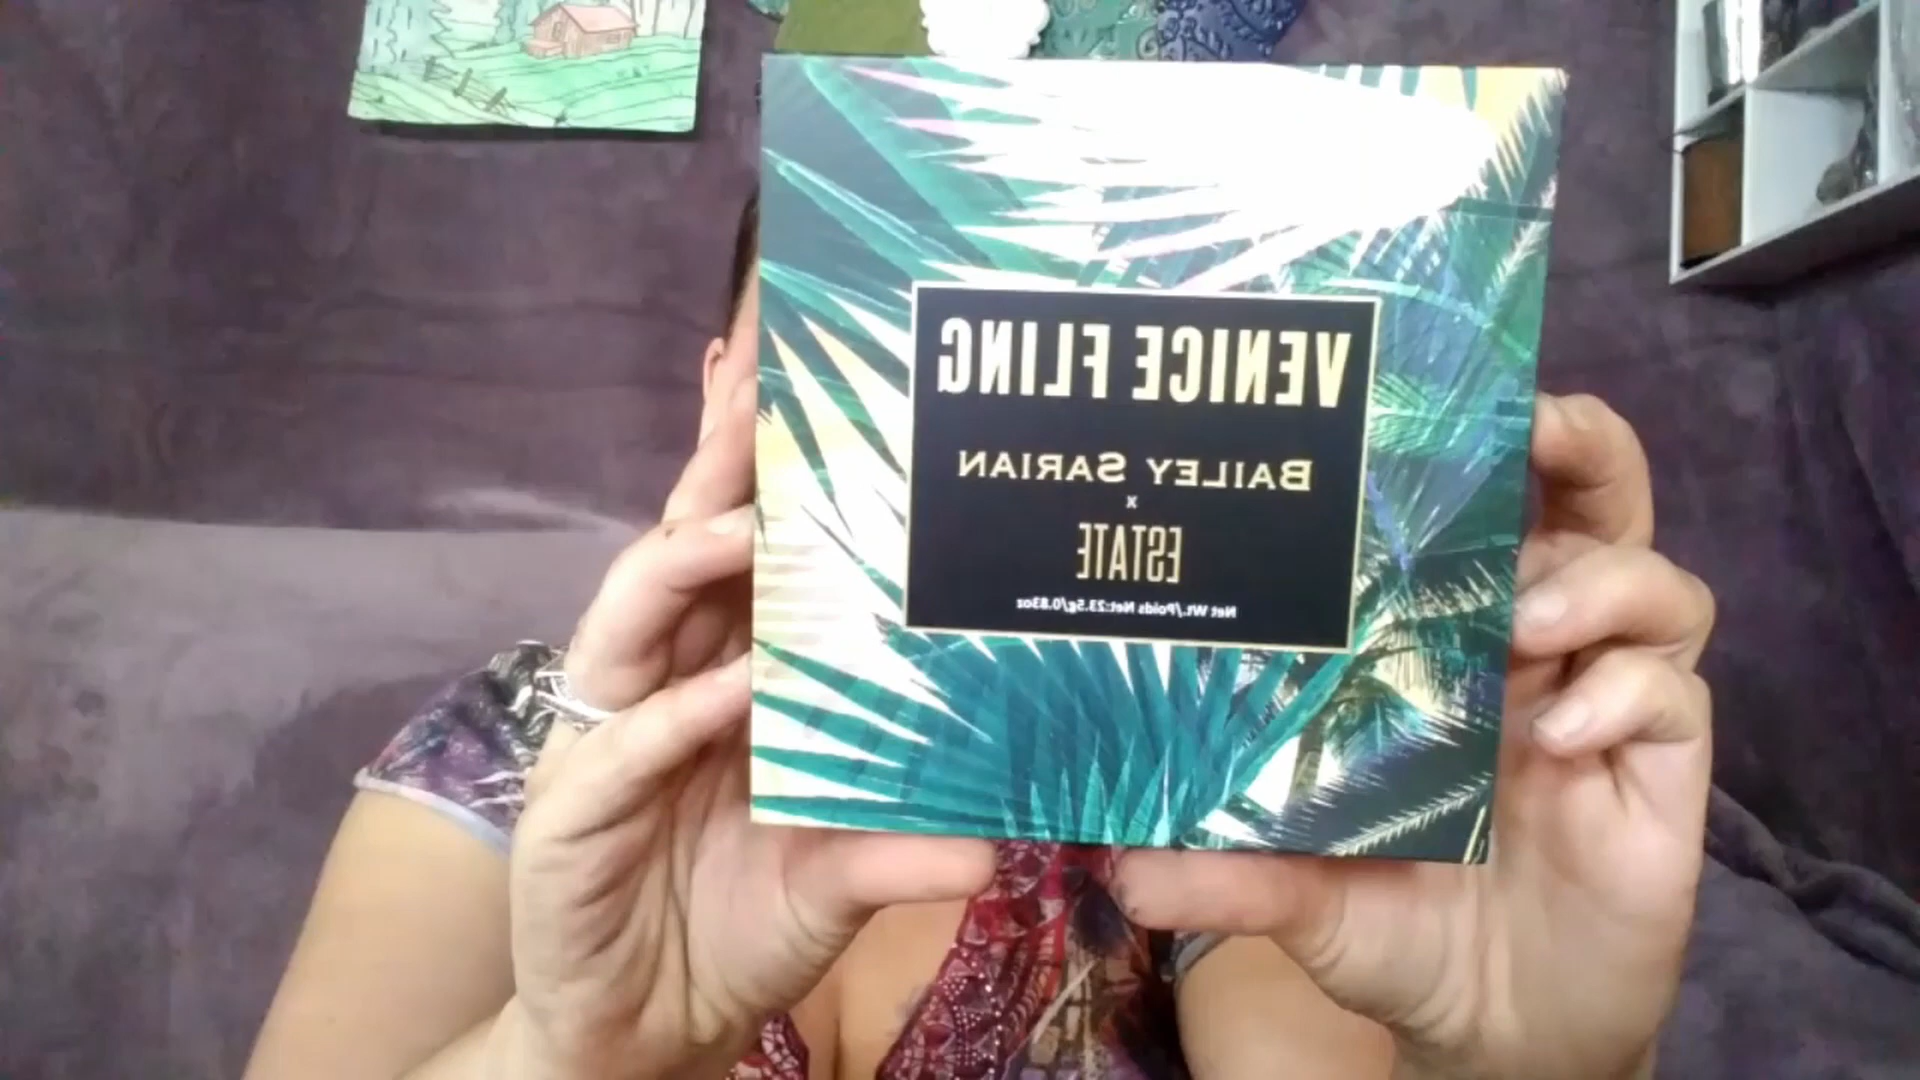 VENICE FLING
BAILEY SARIAN
x
ESTATE
Net Wt./Poids Net:23.5g/0.83oz